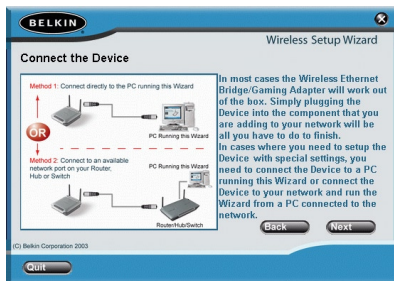 BELKIN
Wireless Setup Wizard
Connect the Device
Method 1: Connect directly to the PC running this Wizard
PC Running this Wizard
OR
Method 2: Connect to an available
network port on your Router,
Hub or Switch
PC Running this Wizard
Router/Hub/Switch
In most cases the Wireless Ethernet
Bridge/Gaming Adapter will work out
of the box. Simply plugging the
Device into the component that you
are adding to your network will be
all you have to do to finish.
In cases where you need to setup the
Device with special settings, you
need to connect the Device to a PC
running this Wizard or connect the
Device to your network and run the
Wizard from a PC connected to the
network.
Back
Next
(C) Belkin Corporation 2003
Quit